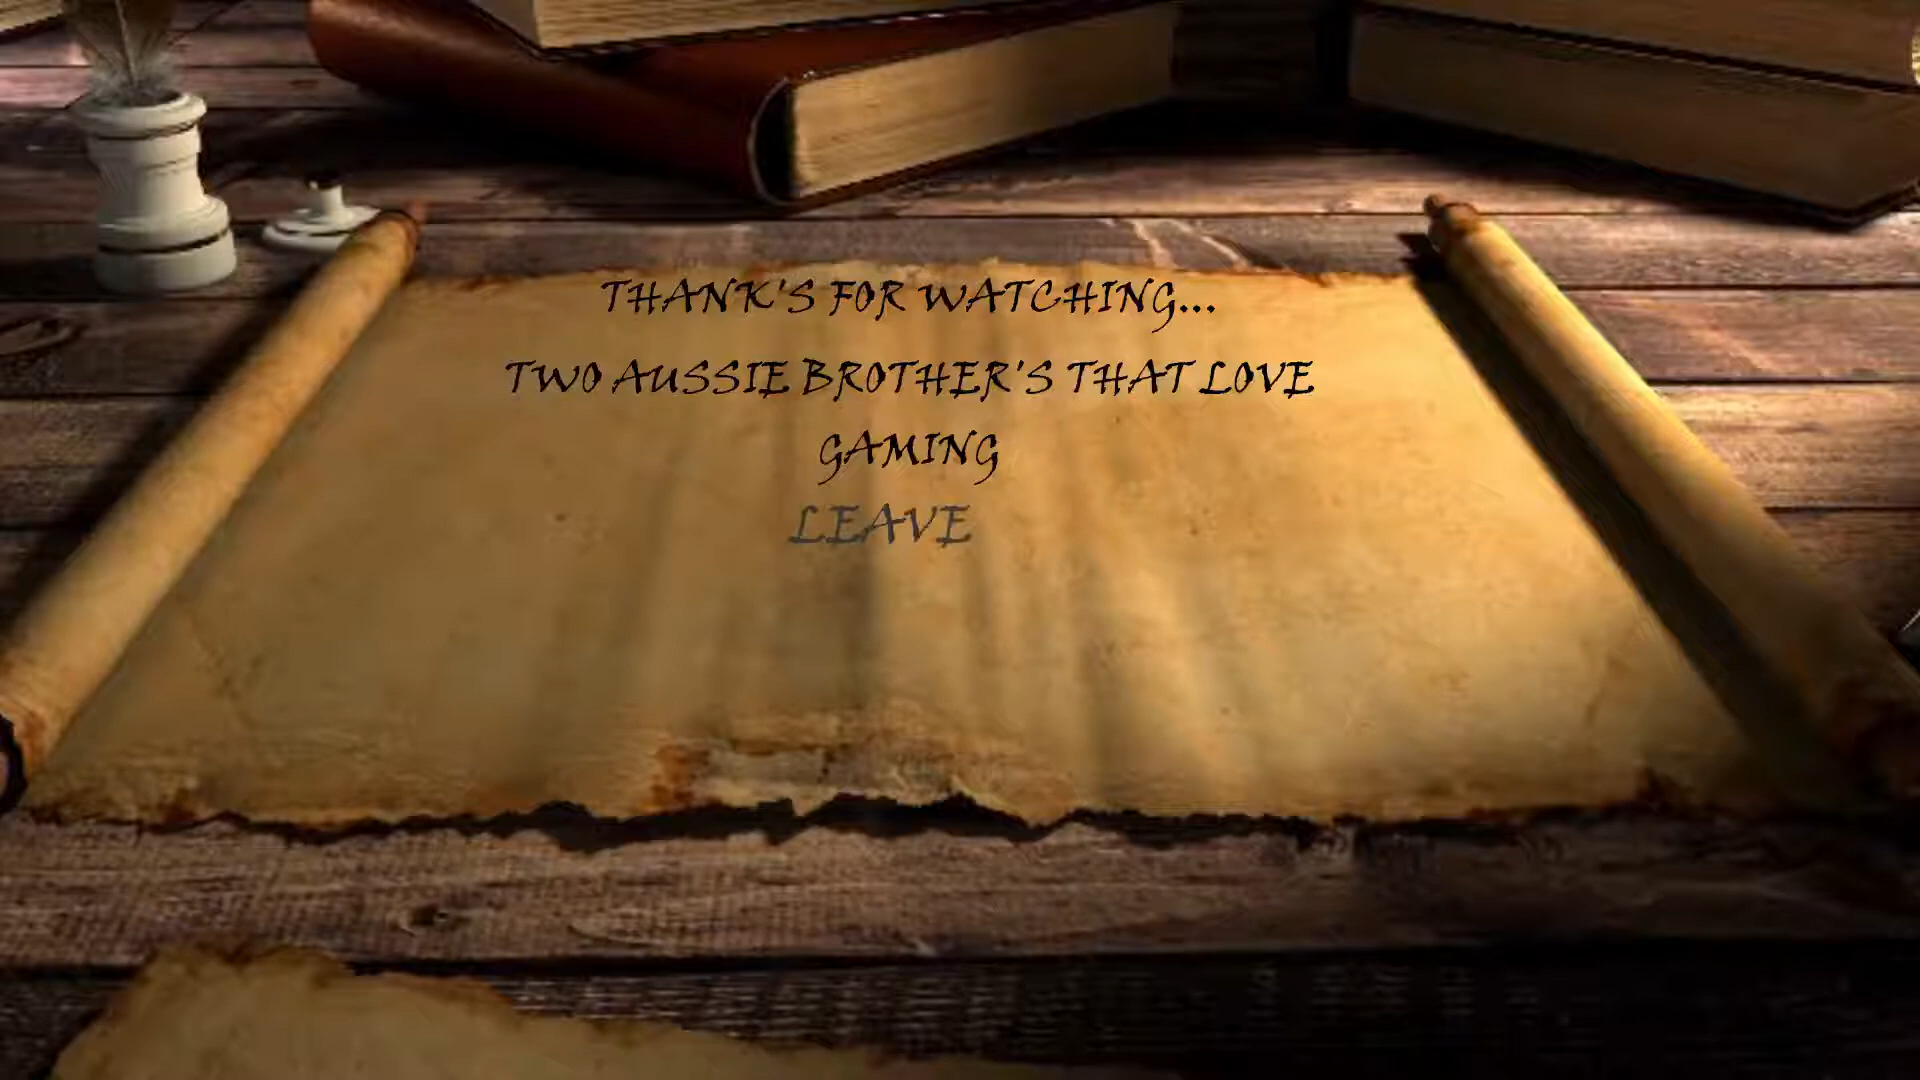 THANK'S FOR WATCHING...
TWO AUSSIE BROTHER'S THAT LOVE
GAMING
LEAVE